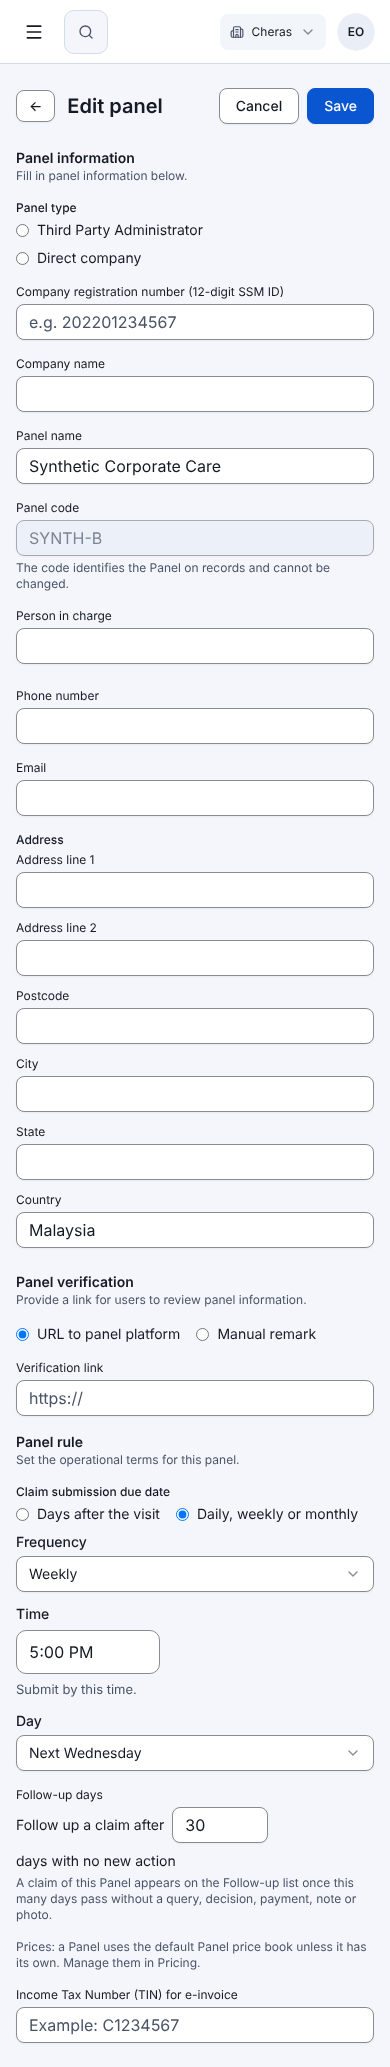 Cheras
EO
Edit panel
Cancel
Save
Panel information
Fill in panel information below.
Panel type
Third Party Administrator
Direct company
Company registration number (12-digit SSM ID)
e.g. 202201234567
Company name
Panel name
Synthetic Corporate Care
Panel code
SYNTH-B
The code identifies the Panel on records and cannot be
changed.
Person in charge
Phone number
Email
Address
Address line 1
Address line 2
Postcode
City
State
Country
Malaysia
Panel verification
Provide a link for users to review panel information.
URL to panel platform
Manual remark
Verification link
https://
Panel rule
Set the operational terms for this panel.
Claim submission due date
Days after the visit
Daily, weekly or monthly
Frequency
Weekly
Time
5:00 PM
Submit by this time.
Day
Next Wednesday
Follow-up days
Follow up a claim after 30
days with no new action
A claim of this Panel appears on the Follow-up list once this
many days pass without a query, decision, payment, note or
photo.
Prices: a Panel uses the default Panel price book unless it has
its own. Manage them in Pricing.
Income Tax Number (TIN) for e-invoice
Example: C1234567